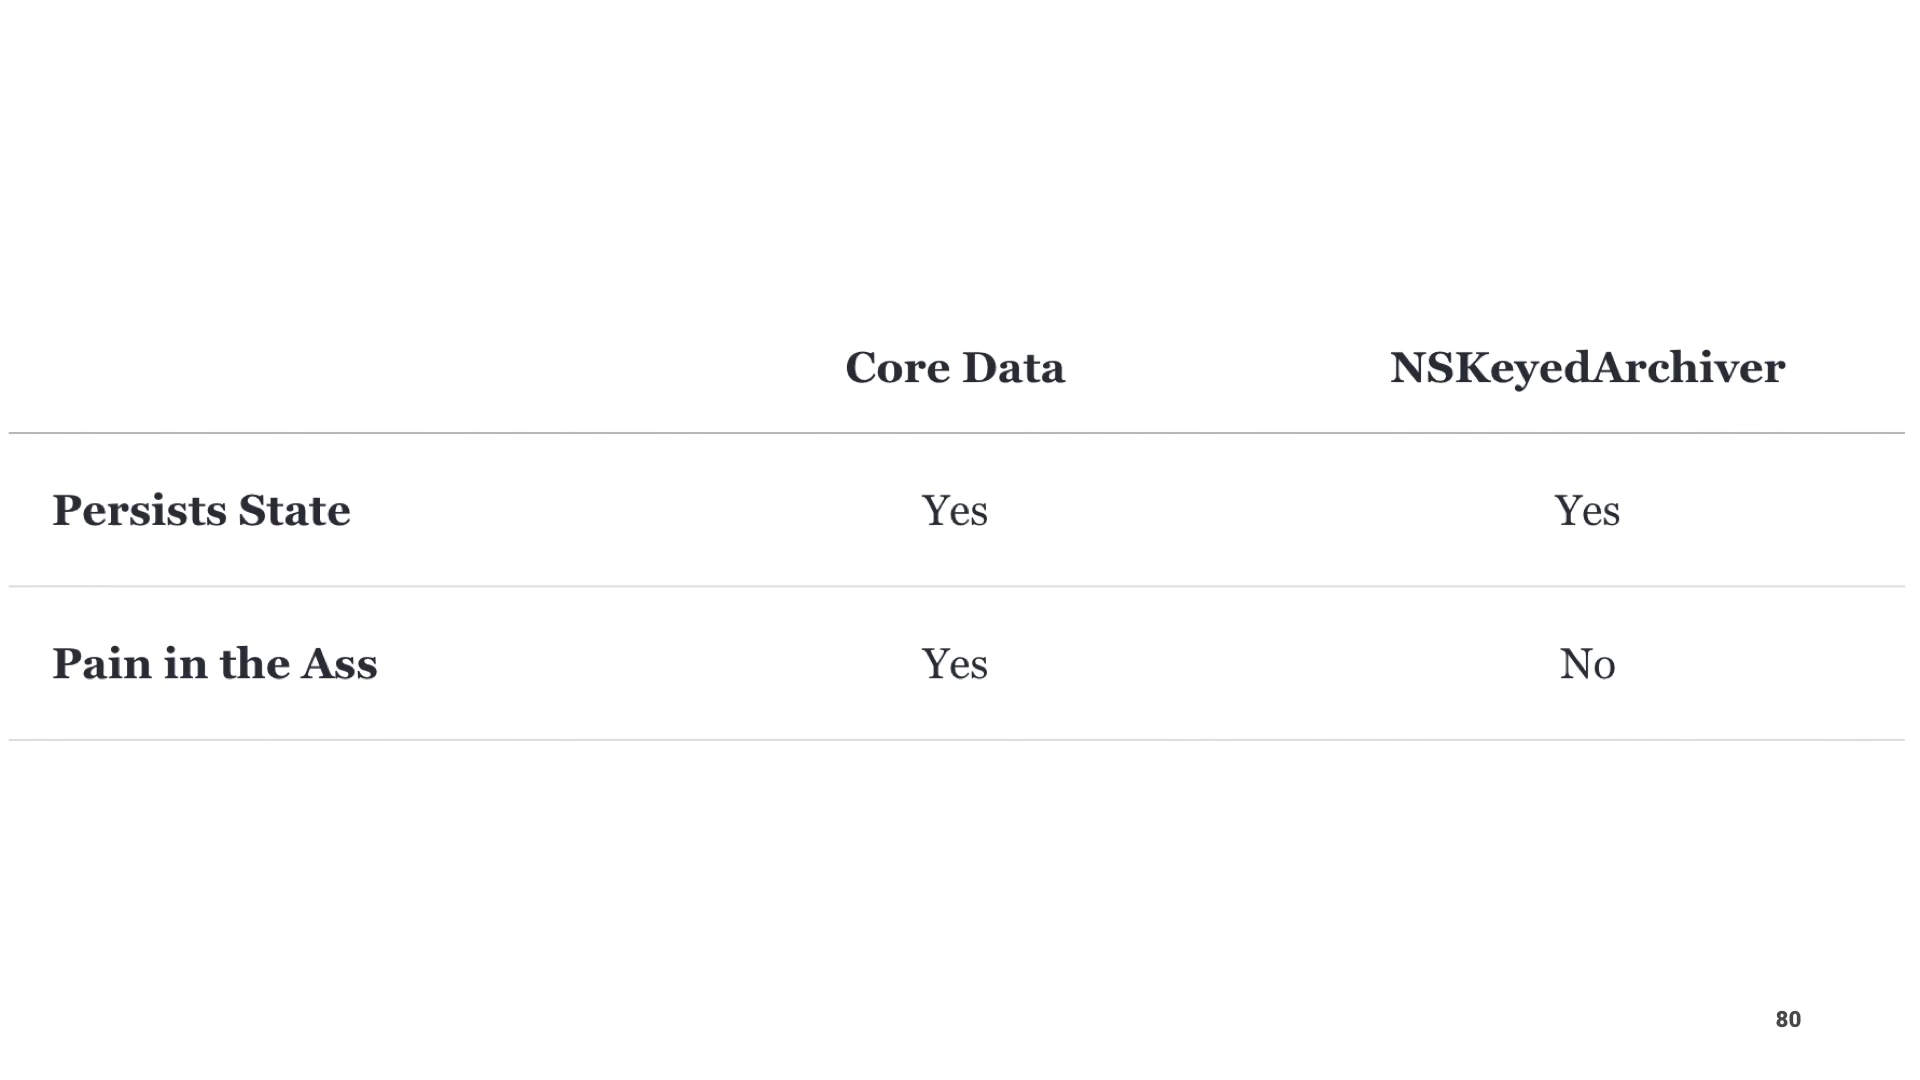 Core Data NSKeyedArchiver
Persists State Yes Yes
Pain in the Ass Yes No
80